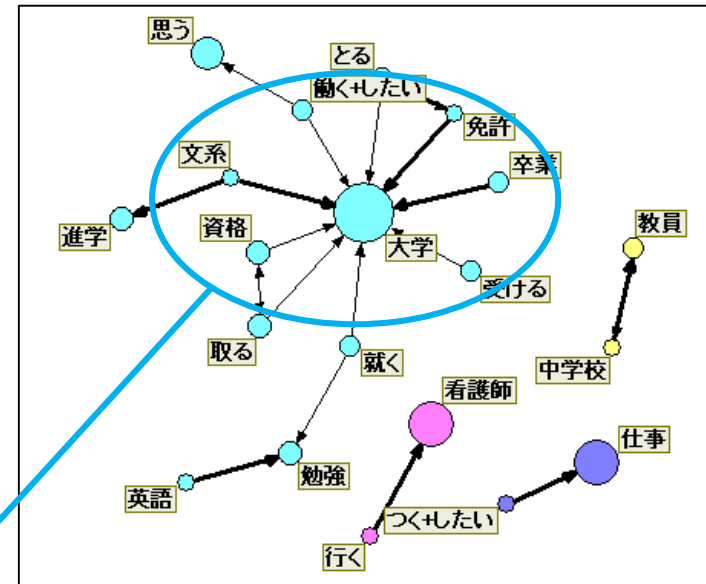 思う
とる
働く+したい
免許
文系
卒業
進学
資格
大学
教員
受ける
取る
就く
中学校
看護師
仕事
勉強
英語
つく+したい
行く